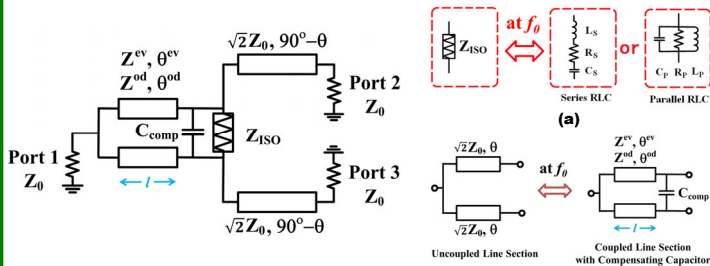 Z^ev, θ^ev
Z^od, θ^od
√2Z₀, 90°−θ
Port 2
Z₀
C_comp
Z_ISO
Port 1
Z₀
l
Port 3
Z₀
√2Z₀, 90°−θ
Z_ISO
at f₀
L_S
R_S
C_S
or
C_P R_P L_P
Series RLC
Parallel RLC
(a)
√2Z₀, θ
√2Z₀, θ
at f₀
Z^ev, θ^ev
Z^od, θ^od
C_comp
l
Uncoupled Line Section
Coupled Line Section
with Compensating Capacitor